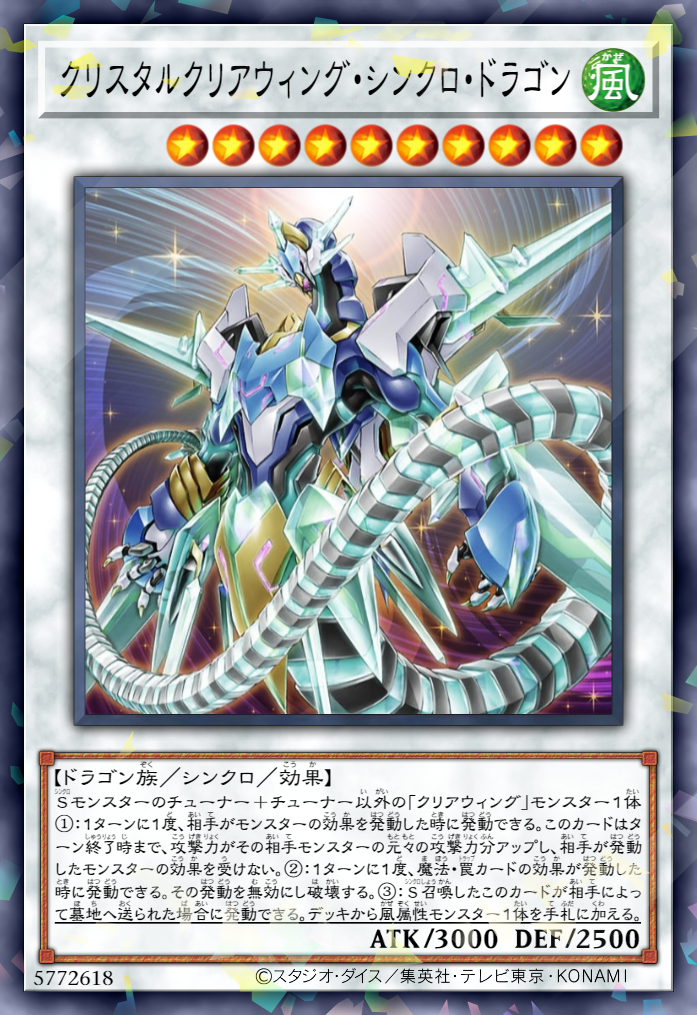 クリスタルクリアウィング・シンクロ・ドラゴン
風
【ドラゴン族／シンクロ／効果】
Ｓモンスターのチューナー＋チューナー以外の「クリアウィング」モンスター１体
①：１ターンに１度、相手がモンスターの効果を発動した時に発動できる。このカードはタ
ーン終了時まで、攻撃力がその相手モンスターの元々の攻撃力分アップし、相手が発動
したモンスターの効果を受けない。②：１ターンに１度、魔法・罠カードの効果が発動した
時に発動できる。その発動を無効にし破壊する。③：Ｓ召喚したこのカードが相手によっ
て墓地へ送られた場合に発動できる。デッキから風属性モンスター１体を手札に加える。
ATK/3000 DEF/2500
5772618 ©スタジオ・ダイス／集英社・テレビ東京・KONAMI